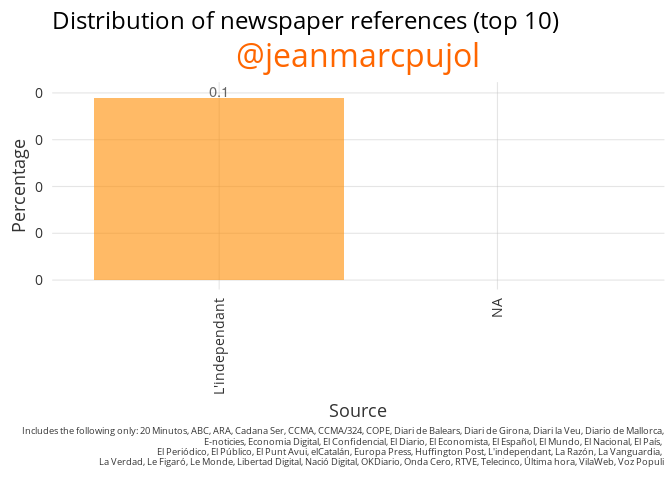 Distribution of newspaper references (top 10)
@jeanmarcpujol
0.1
0
0
0
0
0
Percentage
L'independant
NA
Source
Includes the following only: 20 Minutos, ABC, ARA, Cadana Ser, CCMA, CCMA/324, COPE, Diari de Balears, Diari de Girona, Diari la Veu, Diario de Mallorca,
E-noticies, Economia Digital, El Confidencial, El Diario, El Economista, El Español, El Mundo, El Nacional, El País,
El Periódico, El Público, El Punt Avui, elCatalán, Europa Press, Huffington Post, L'independant, La Razón, La Vanguardia,
La Verdad, Le Figaró, Le Monde, Libertad Digital, Nació Digital, OKDiario, Onda Cero, RTVE, Telecinco, Última hora, VilaWeb, Voz Populi